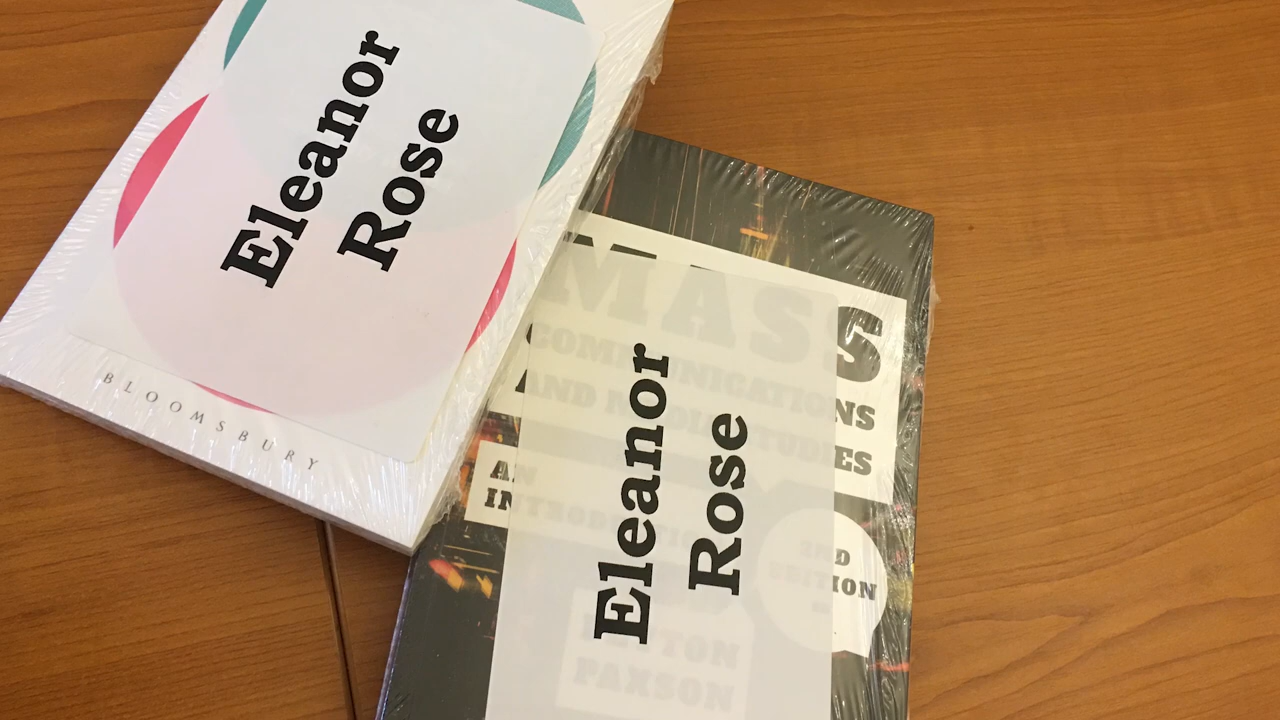 Eleanor
Rose
BLOOMSBURY
MASS
COMMUNICATIONS
AND MEDIA STUDIES
AN
INTRODUCTION
2ND
EDITION
Eleanor
Rose
PAXSON